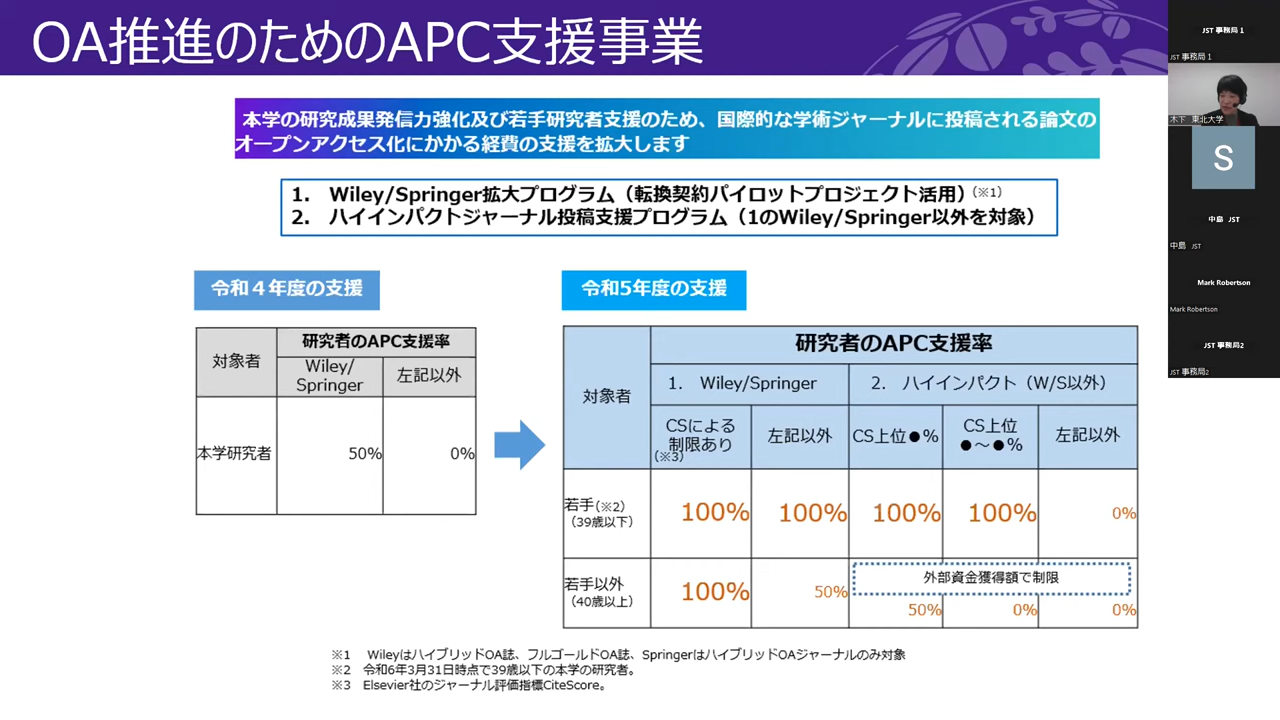 OA推進のためのAPC支援事業
本学の研究成果発信力強化及び若手研究者支援のため、国際的な学術ジャーナルに投稿される論文の
オープンアクセス化にかかる経費の支援を拡大します
1. Wiley/Springer拡大プログラム（転換契約パイロットプロジェクト活用）(※1)
2. ハイインパクトジャーナル投稿支援プログラム（1のWiley/Springer以外を対象）
令和４年度の支援
対象者
研究者のAPC支援率
Wiley/
Springer
左記以外
本学研究者
50%
0%
令和5年度の支援
対象者
研究者のAPC支援率
1. Wiley/Springer
2. ハイインパクト（W/S以外）
CSによる
制限あり
(※3)
左記以外
CS上位●%
CS上位
●～●%
左記以外
若手(※2)
（39歳以下）
100%
100%
100%
100%
0%
若手以外
（40歳以上）
100%
50%
外部資金獲得額で制限
50%
0%
0%
※1 WileyはハイブリッドOA誌、フルゴールドOA誌、SpringerはハイブリッドOAジャーナルのみ対象
※2 令和6年3月31日時点で39歳以下の本学の研究者。
※3 Elsevier社のジャーナル評価指標CiteScore。
JST 事務局 1
JST 事務局 1
木下 東北大学
S
中島 JST
中島 JST
Mark Robertson
Mark Robertson
JST 事務局2
JST 事務局2